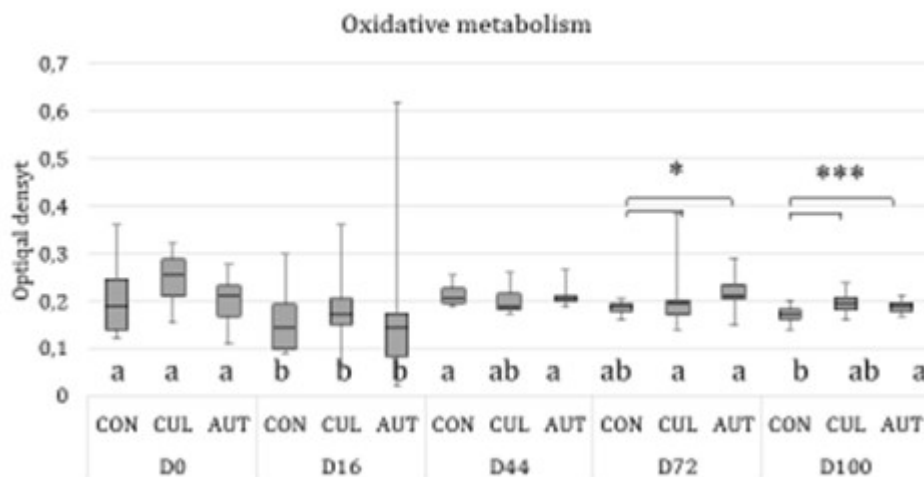 Oxidative metabolism
Optiqal densyt
0,7
0,6
0,5
0,4
0,3
0,2
0,1
0
* ***
a a a b b b a ab a ab a a b ab a
CON CUL AUT CON CUL AUT CON CUL AUT CON CUL AUT CON CUL AUT
D0 D16 D44 D72 D100